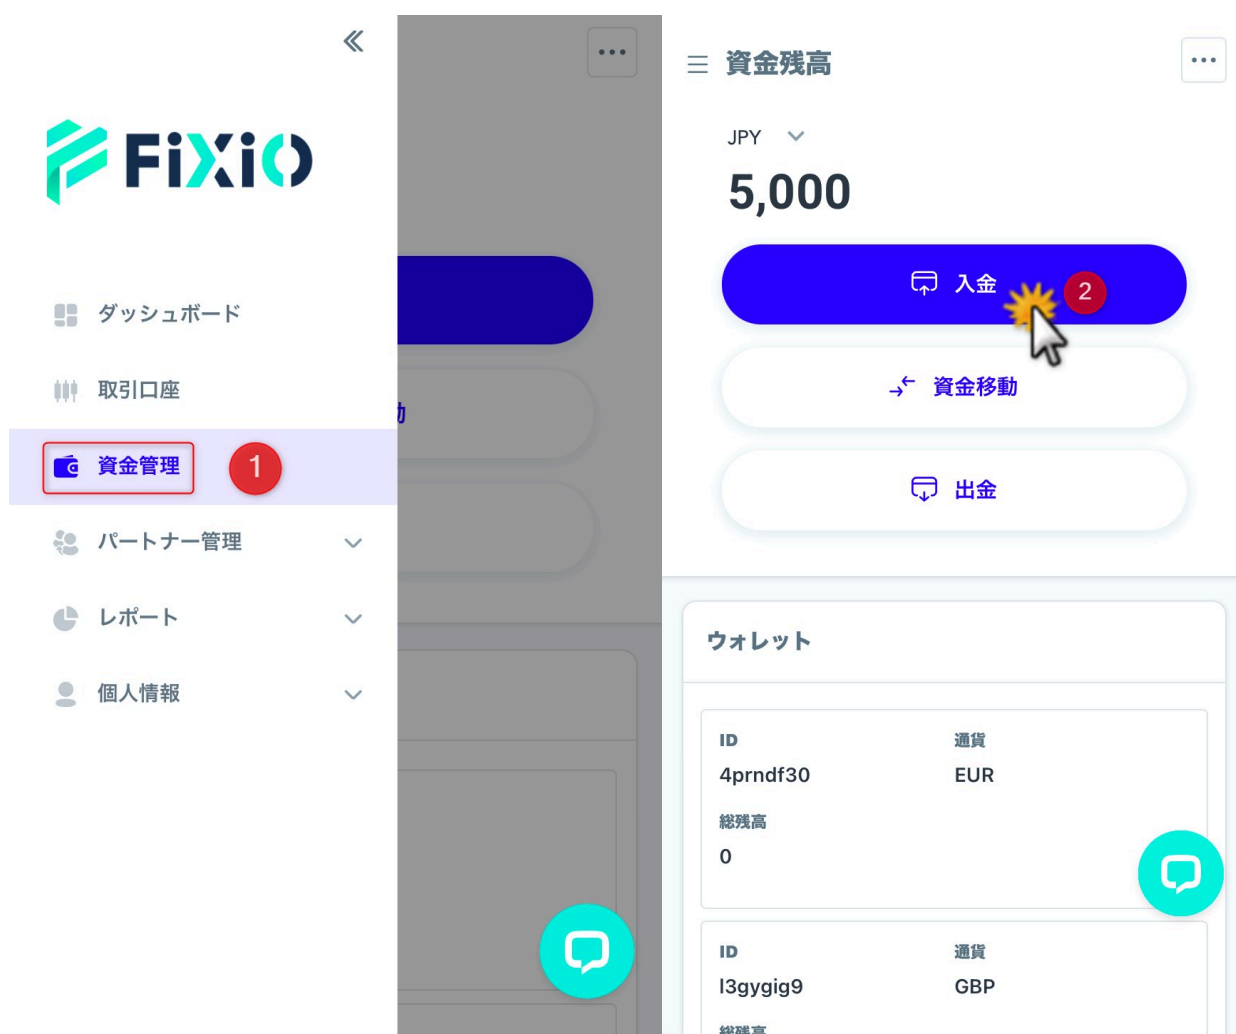 FiXiO
ダッシュボード
取引口座
資金管理
1
パートナー管理
レポート
個人情報
資金残高
JPY
5,000
入金
2
資金移動
出金
ウォレット
ID 通貨
4prndf30 EUR
総残高
0
ID 通貨
l3gygig9 GBP
総残高